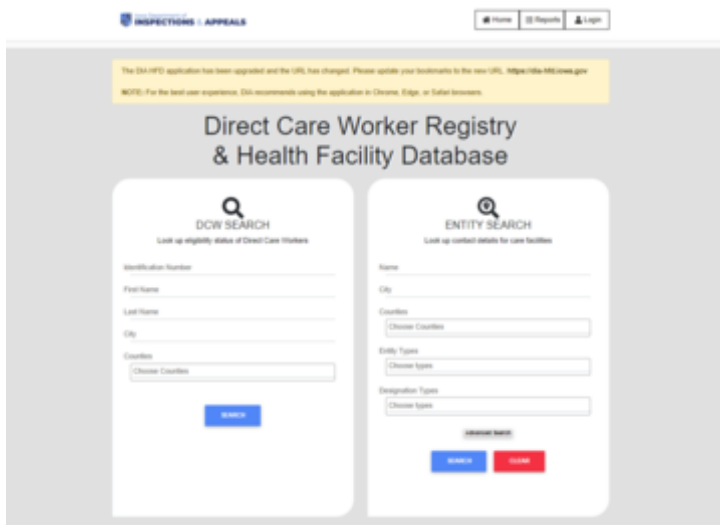 Iowa Department of
INSPECTIONS & APPEALS
Home
Reports
Login
The DIA HFD application has been upgraded and the URL has changed. Please update your bookmarks to the new URL.
NOTE: For the best user experience, DIA recommends using the application in Chrome, Edge, or Safari browsers.
Direct Care Worker Registry
& Health Facility Database
DCW SEARCH
Look up eligibility status of Direct Care Workers
Identification Number
First Name
Last Name
City
Counties
Choose Counties
SEARCH
ENTITY SEARCH
Look up contact details for care facilities
Name
City
Counties
Choose Counties
Entity Types
Choose types
Designation Types
Choose types
Advanced Search
SEARCH
CLEAR